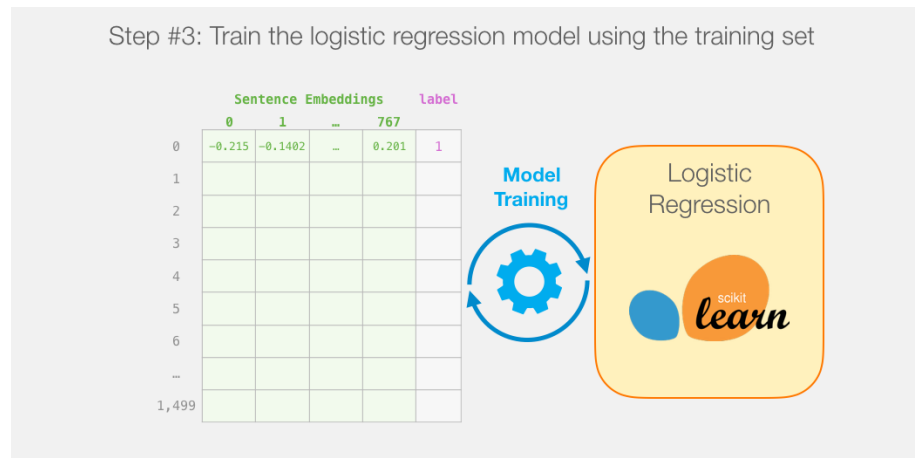 Step #3: Train the logistic regression model using the training set
Sentence Embeddings label
0 1 … 767
0 -0.215 -0.1402 … 0.201 1
1
2
3
4
5
6
…
1,499
Model
Training
Logistic
Regression
scikit
learn